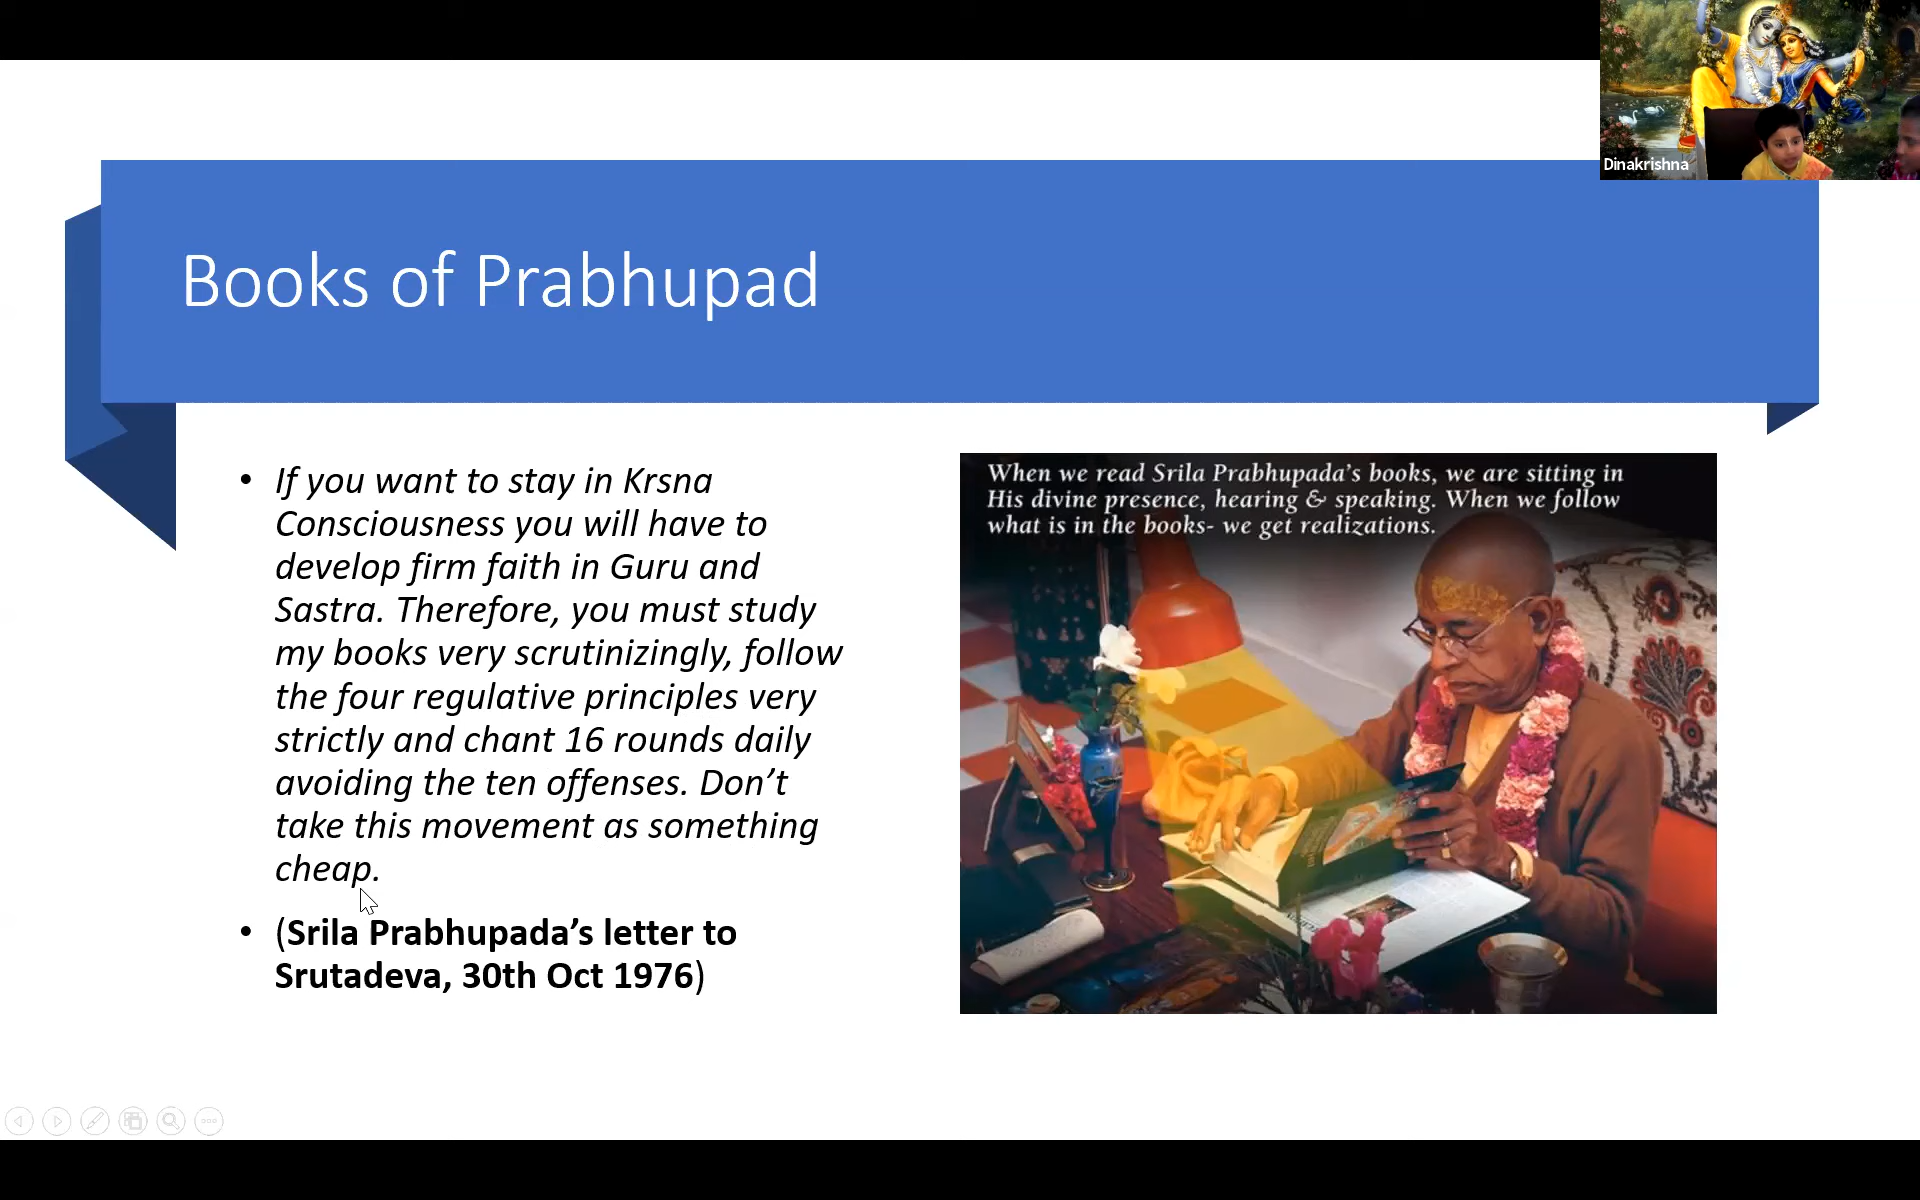 Dinakrishna
Books of Prabhupad
• If you want to stay in Krsna
Consciousness you will have to
develop firm faith in Guru and
Sastra. Therefore, you must study
my books very scrutinizingly, follow
the four regulative principles very
strictly and chant 16 rounds daily
avoiding the ten offenses. Don’t
take this movement as something
cheap.
• (Srila Prabhupada’s letter to
Srutadeva, 30th Oct 1976)
When we read Srila Prabhupada’s books, we are sitting in
His divine presence, hearing & speaking. When we follow
what is in the books- we get realizations.